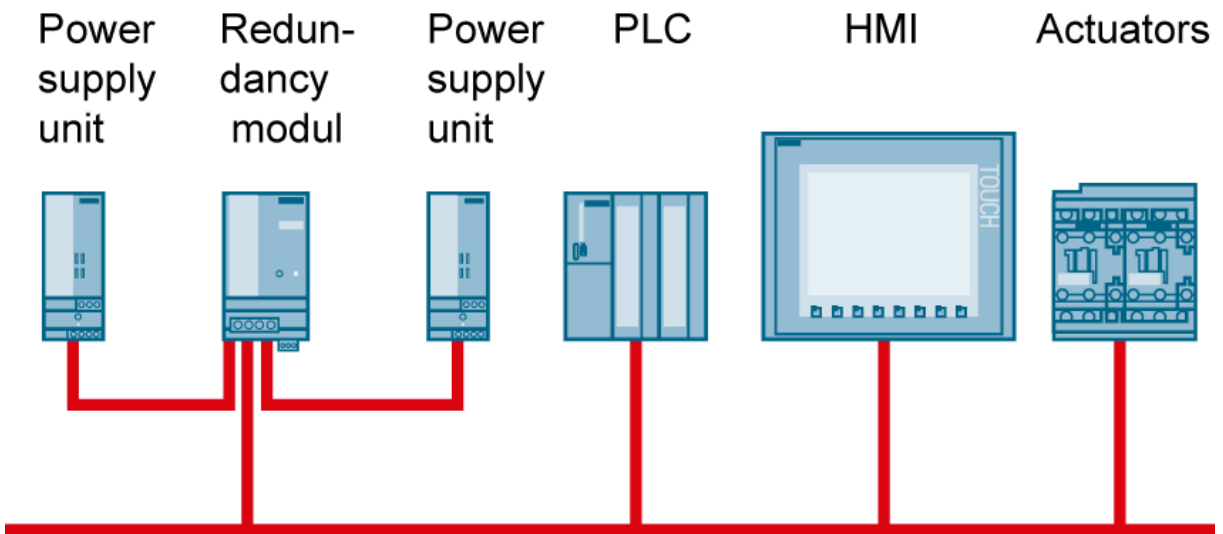 Power
supply
unit
Redun-
dancy
modul
Power
supply
unit
PLC
HMI
Actuators
TOUCH